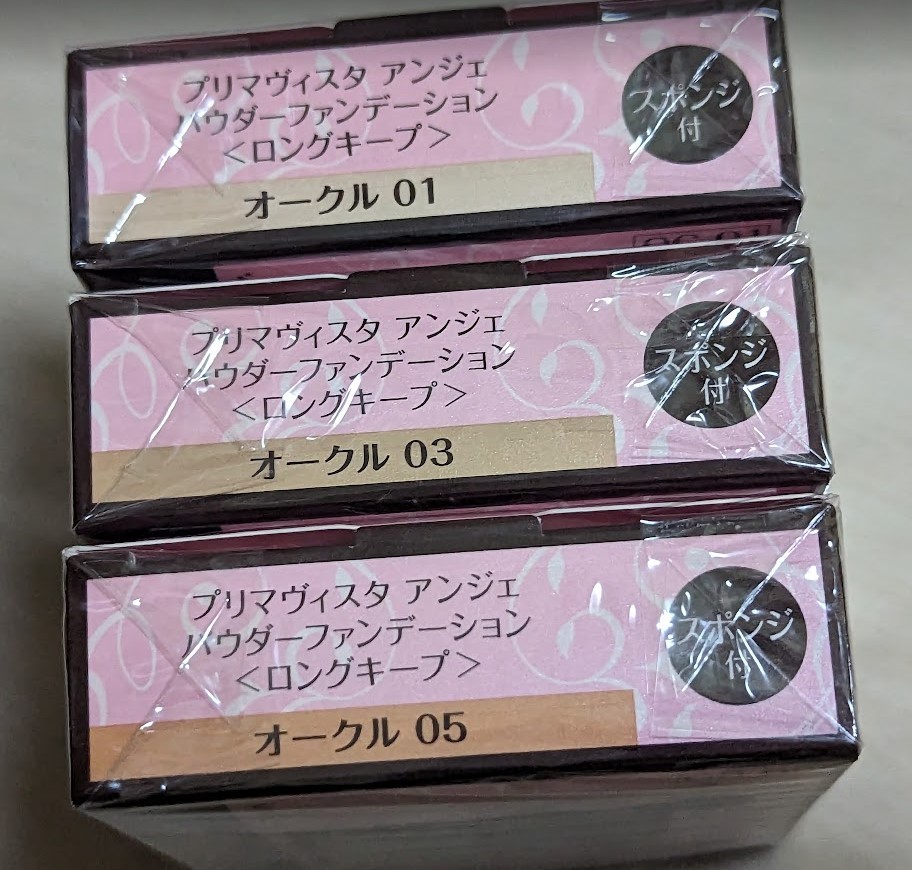 プリマヴィスタ アンジェ
パウダーファンデーション
＜ロングキープ＞
オークル 01
スポンジ
付
OC 01
プリマヴィスタ アンジェ
パウダーファンデーション
＜ロングキープ＞
オークル 03
スポンジ
付
プリマヴィスタ アンジェ
パウダーファンデーション
＜ロングキープ＞
オークル 05
スポンジ
付